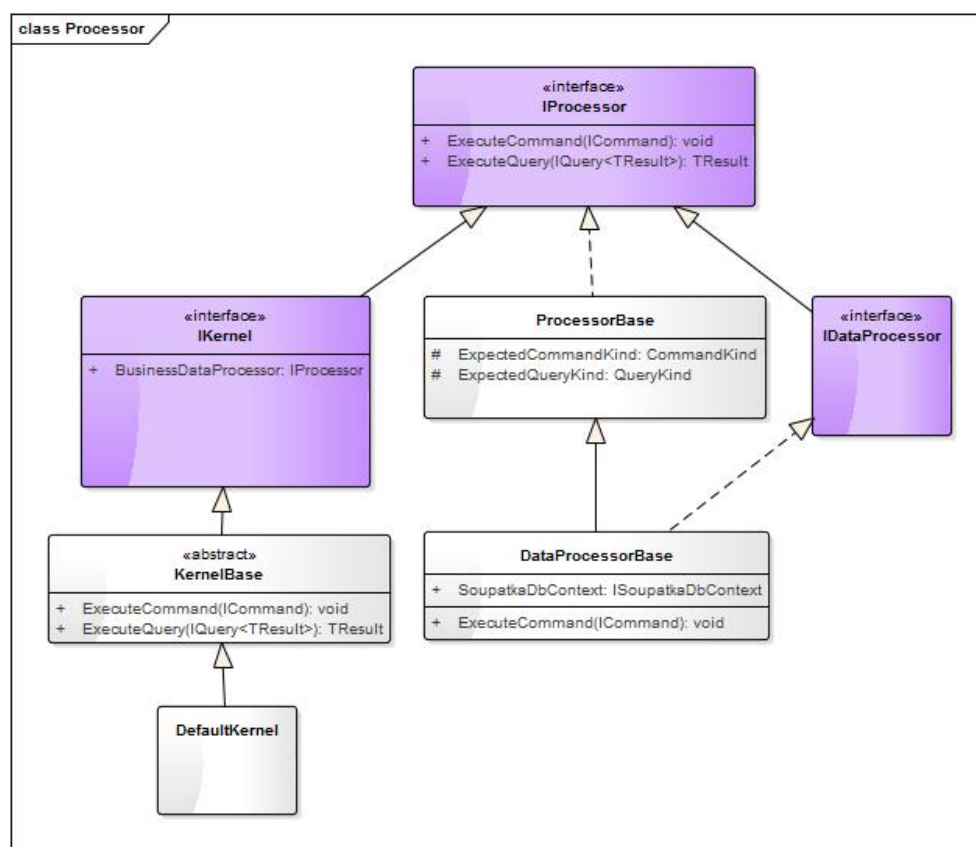 class Processor
«interface»
IProcessor
+ ExecuteCommand(ICommand): void
+ ExecuteQuery(IQuery<TResult>): TResult
«interface»
IKernel
+ BusinessDataProcessor: IProcessor
ProcessorBase
# ExpectedCommandKind: CommandKind
# ExpectedQueryKind: QueryKind
«interface»
IDataProcessor
«abstract»
KernelBase
+ ExecuteCommand(ICommand): void
+ ExecuteQuery(IQuery<TResult>): TResult
DataProcessorBase
+ SoupatkaDbContext: ISoupatkaDbContext
+ ExecuteCommand(ICommand): void
DefaultKernel